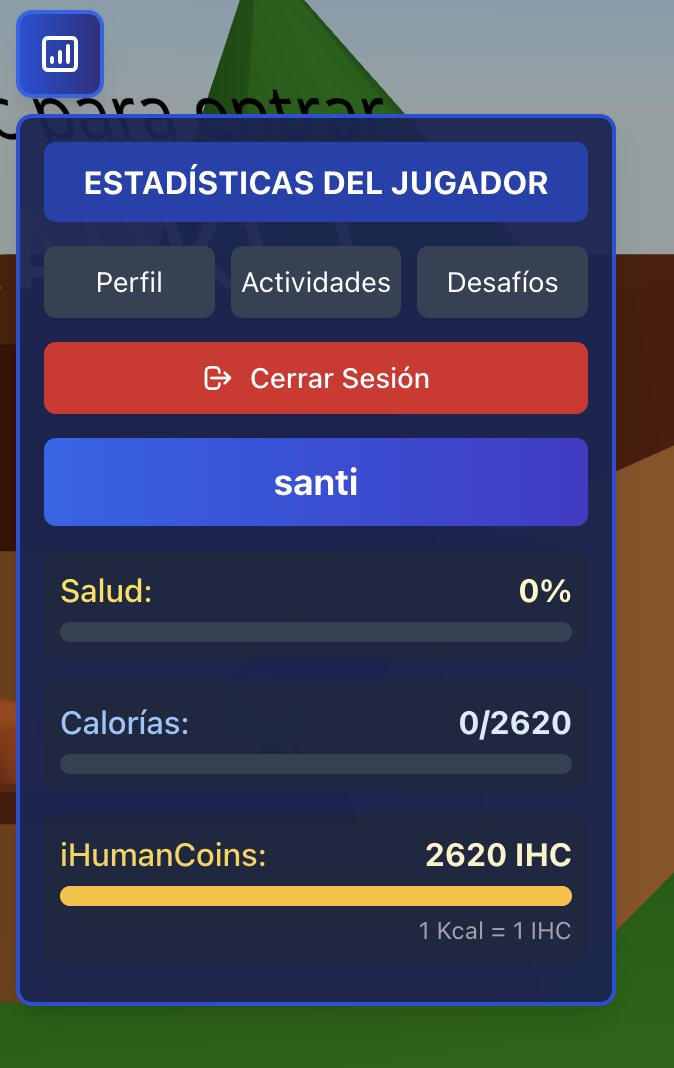 para entrar
ESTADÍSTICAS DEL JUGADOR
Perfil
Actividades
Desafíos
Cerrar Sesión
santi
Salud: 0%
Calorías: 0/2620
iHumanCoins: 2620 IHC
1 Kcal = 1 IHC